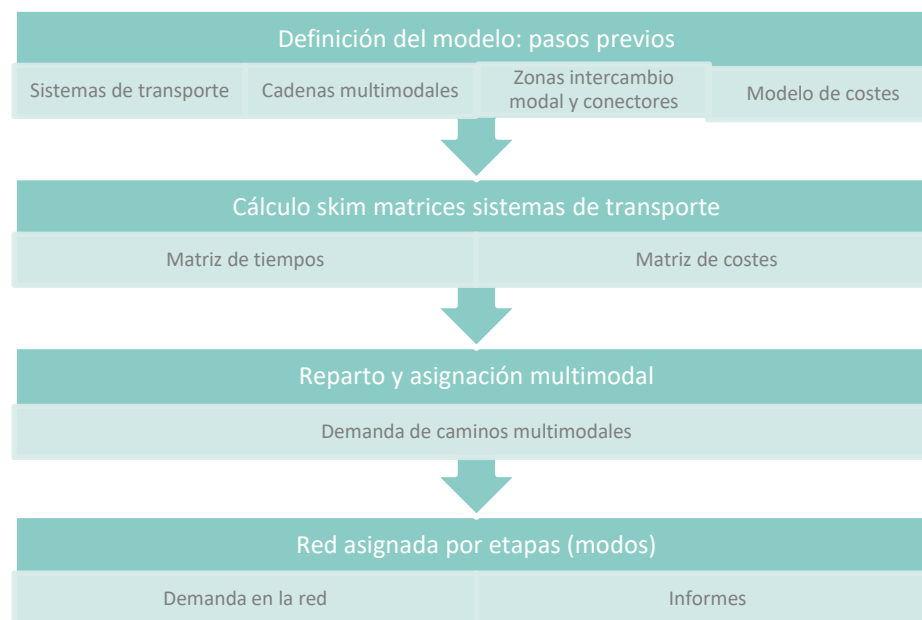 Definición del modelo: pasos previos
Sistemas de transporte
Cadenas multimodales
Zonas intercambio
modal y conectores
Modelo de costes
Cálculo skim matrices sistemas de transporte
Matriz de tiempos
Matriz de costes
Reparto y asignación multimodal
Demanda de caminos multimodales
Red asignada por etapas (modos)
Demanda en la red
Informes